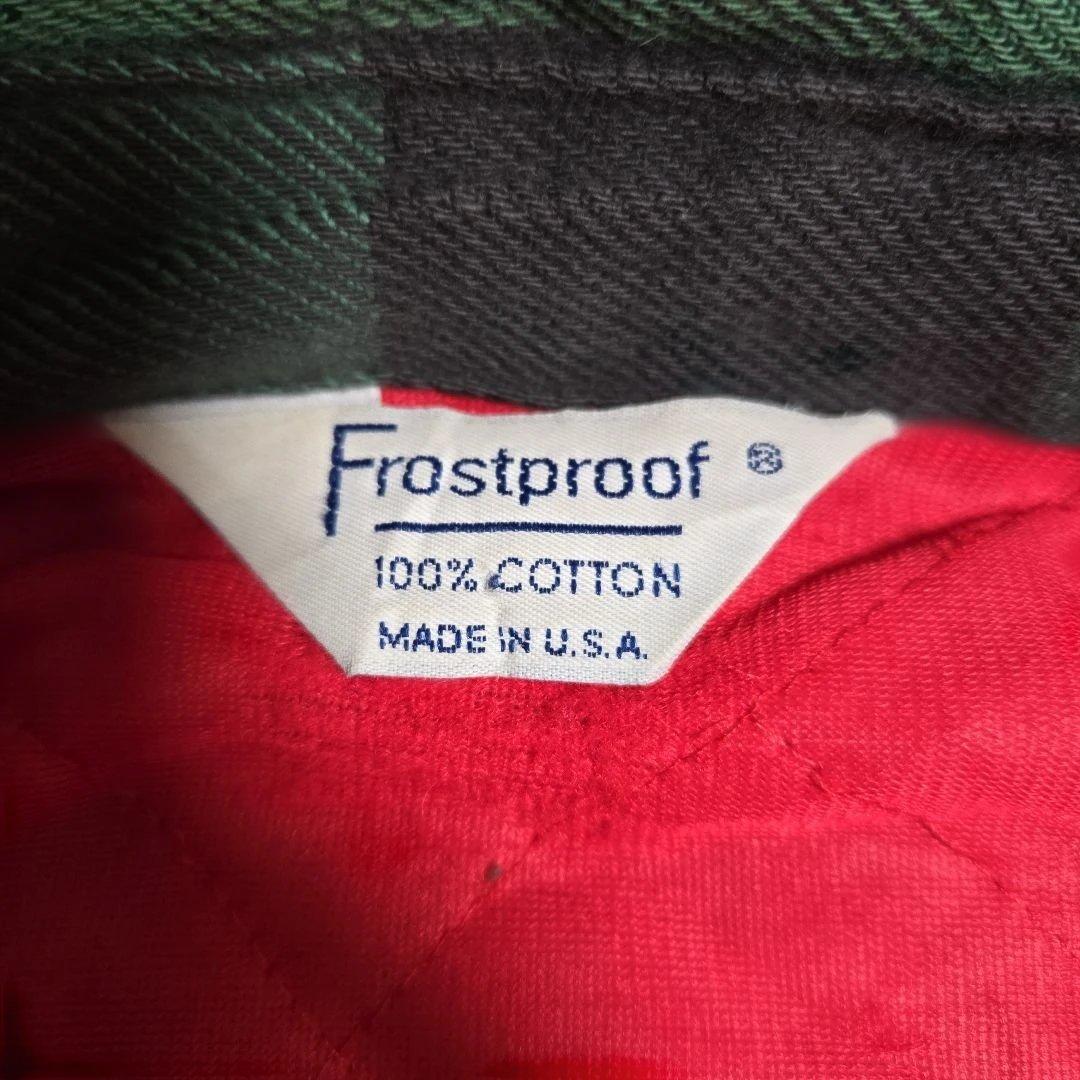 Frostproof ®
100% COTTON
MADE IN U.S.A.